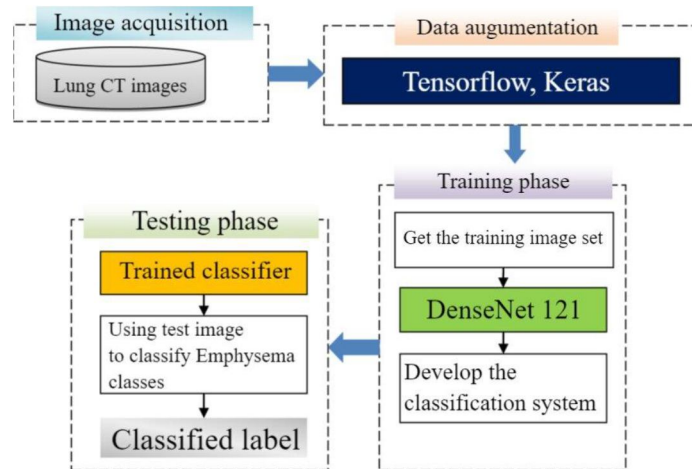 Image acquisition
Lung CT images
Data augumentation
Tensorflow, Keras
Training phase
Get the training image set
DenseNet 121
Develop the
classification system
Testing phase
Trained classifier
Using test image
to classify Emphysema
classes
Classified label